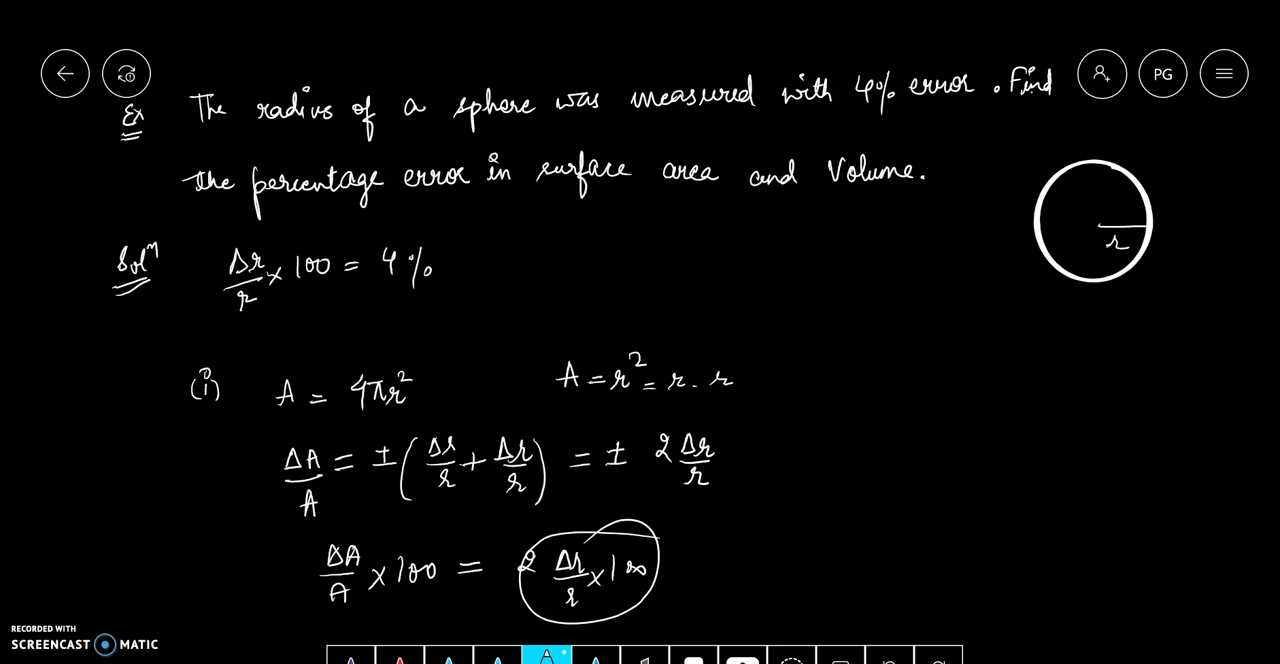 PG
Ex The radius of a sphere was measured with 4% error. Find
the percentage error in surface area and Volume.
r
Solⁿ Δr/r × 100 = 4%
(i) A = 4πr² A = r² = r . r
ΔA/A = ± (Δr/r + Δr/r) = ± 2 Δr/r
ΔA/A × 100 = 2 Δr/r × 100
RECORDED WITH
SCREENCAST MATIC